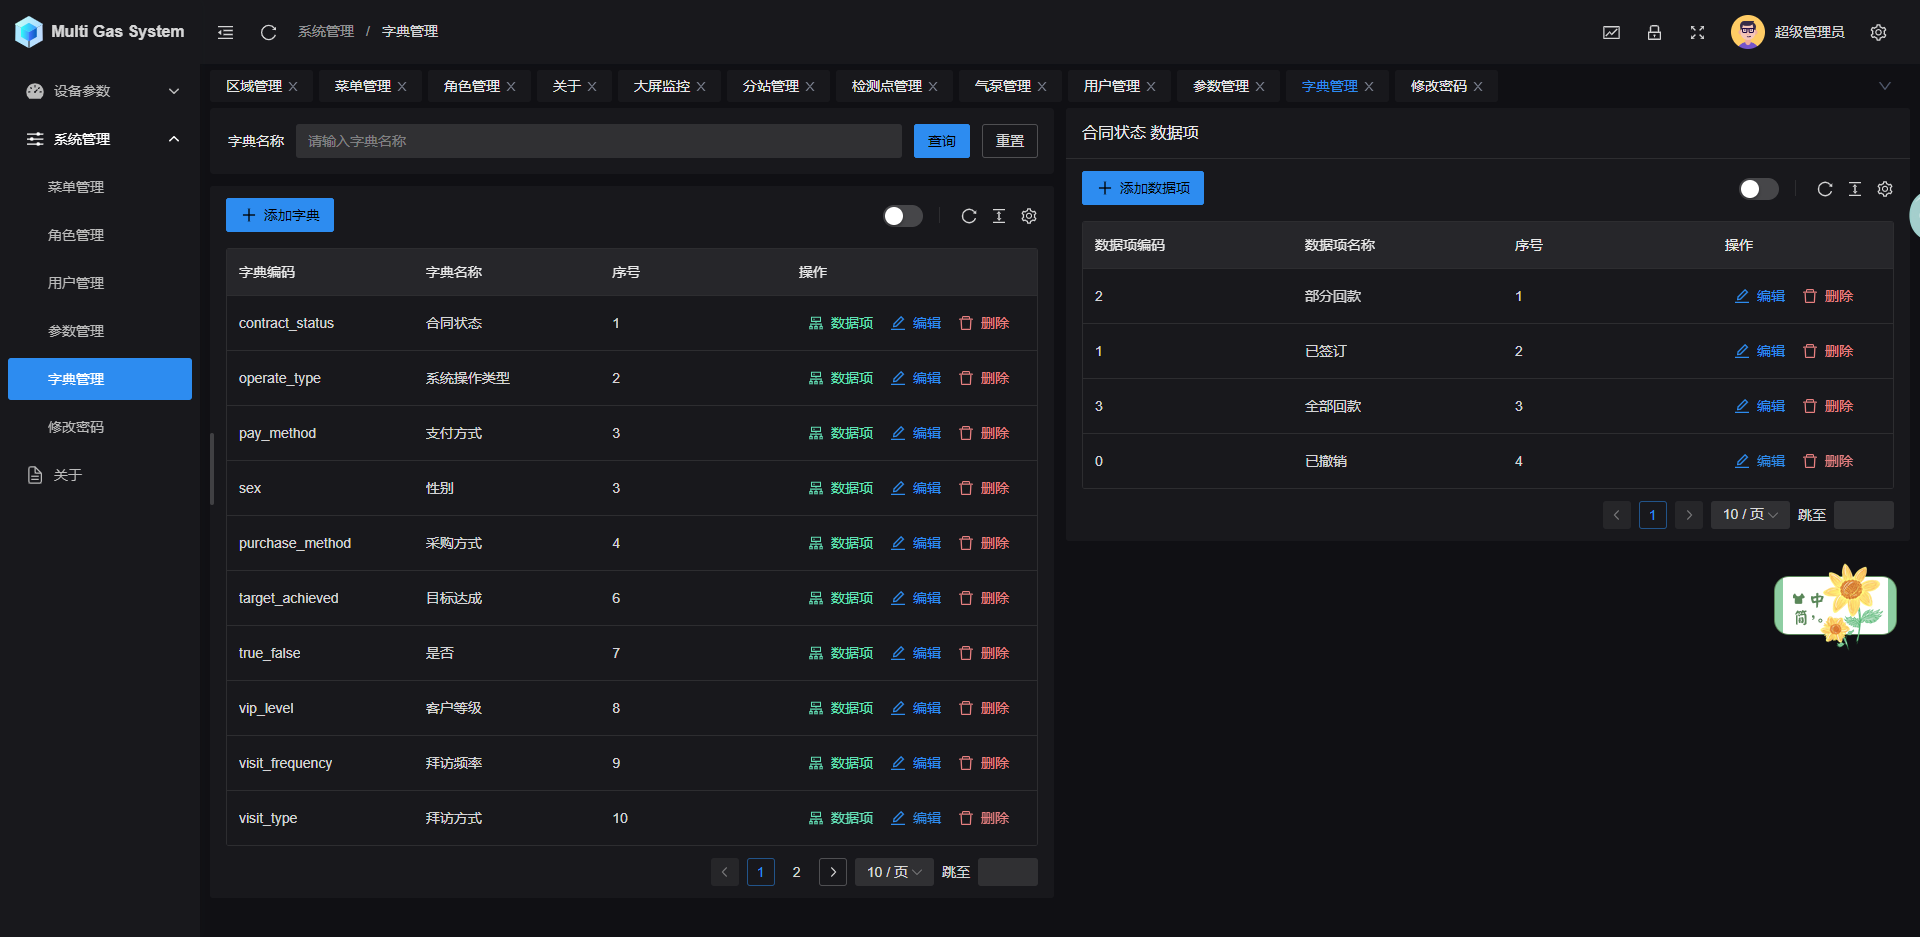 Multi Gas System
系统管理 / 字典管理
超级管理员
设备参数
系统管理
菜单管理
角色管理
用户管理
参数管理
字典管理
修改密码
关于
区域管理 菜单管理 角色管理 关于 大屏监控 分站管理 检测点管理 气泵管理 用户管理 参数管理 字典管理 修改密码
字典名称 请输入字典名称 查询 重置
添加字典
字典编码 字典名称 序号 操作
contract_status 合同状态 1 数据项 编辑 删除
operate_type 系统操作类型 2 数据项 编辑 删除
pay_method 支付方式 3 数据项 编辑 删除
sex 性别 3 数据项 编辑 删除
purchase_method 采购方式 4 数据项 编辑 删除
target_achieved 目标达成 6 数据项 编辑 删除
true_false 是否 7 数据项 编辑 删除
vip_level 客户等级 8 数据项 编辑 删除
visit_frequency 拜访频率 9 数据项 编辑 删除
visit_type 拜访方式 10 数据项 编辑 删除
1 2 10 / 页 跳至
合同状态 数据项
添加数据项
数据项编码 数据项名称 序号 操作
2 部分回款 1 编辑 删除
1 已签订 2 编辑 删除
3 全部回款 3 编辑 删除
0 已撤销 4 编辑 删除
1 10 / 页 跳至
中
简 ，。